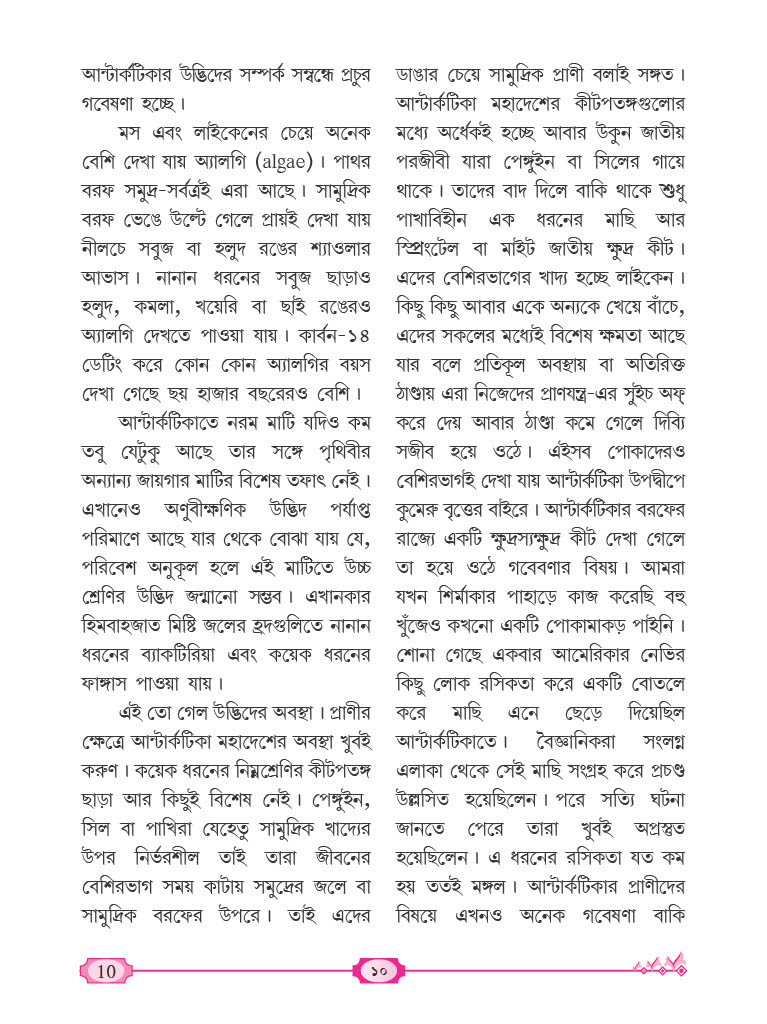 আন্টার্কটিকার উদ্ভিদের সম্পর্ক সম্বন্ধে প্রচুর
গবেষণা হচ্ছে।
মস এবং লাইকেনের চেয়ে অনেক
বেশি দেখা যায় অ্যালগি (algae)। পাথর
বরফ সমুদ্র-সর্বত্রই এরা আছে। সামুদ্রিক
বরফ ভেঙে উল্টে গেলে প্রায়ই দেখা যায়
নীলচে সবুজ বা হলুদ রঙের শ্যাওলার
আভাস। নানান ধরনের সবুজ ছাড়াও
হলুদ, কমলা, খয়েরি বা ছাই রঙেরও
অ্যালগি দেখতে পাওয়া যায়। কার্বন-১৪
ডেটিং করে কোন কোন অ্যালগির বয়স
দেখা গেছে ছয় হাজার বছরেরও বেশি।
আন্টার্কটিকাতে নরম মাটি যদিও কম
তবু যেটুকু আছে তার সঙ্গে পৃথিবীর
অন্যান্য জায়গার মাটির বিশেষ তফাৎ নেই।
এখানেও অণুবীক্ষণিক উদ্ভিদ পর্যাপ্ত
পরিমাণে আছে যার থেকে বোঝা যায় যে,
পরিবেশ অনুকূল হলে এই মাটিতে উচ্চ
শ্রেণির উদ্ভিদ জন্মানো সম্ভব। এখানকার
হিমবাহজাত মিষ্টি জলের হ্রদগুলিতে নানান
ধরনের ব্যাকটিরিয়া এবং কয়েক ধরনের
ফাঙ্গাস পাওয়া যায়।
এই তো গেল উদ্ভিদের অবস্থা। প্রাণীর
ক্ষেত্রে আন্টার্কটিকা মহাদেশের অবস্থা খুবই
করুণ। কয়েক ধরনের নিম্নশ্রেণির কীটপতঙ্গ
ছাড়া আর কিছুই বিশেষ নেই। পেঙ্গুইন,
সিল বা পাখিরা যেহেতু সামুদ্রিক খাদ্যের
উপর নির্ভরশীল তাই তারা জীবনের
বেশিরভাগ সময় কাটায় সমুদ্রের জলে বা
সামুদ্রিক বরফের উপরে। তাই এদের
ডাঙার চেয়ে সামুদ্রিক প্রাণী বলাই সঙ্গত।
আন্টার্কটিকা মহাদেশের কীটপতঙ্গগুলোর
মধ্যে অর্ধেকই হচ্ছে আবার উকুন জাতীয়
পরজীবী যারা পেঙ্গুইন বা সিলের গায়ে
থাকে। তাদের বাদ দিলে বাকি থাকে শুধু
পাখাবিহীন এক ধরনের মাছি আর
স্প্রিংটেল বা মাইট জাতীয় ক্ষুদ্র কীট।
এদের বেশিরভাগের খাদ্য হচ্ছে লাইকেন।
কিছু কিছু আবার একে অন্যকে খেয়ে বাঁচে,
এদের সকলের মধ্যেই বিশেষ ক্ষমতা আছে
যার বলে প্রতিকূল অবস্থায় বা অতিরিক্ত
ঠাণ্ডায় এরা নিজেদের প্রাণযন্ত্র-এর সুইচ অফ্
করে দেয় আবার ঠাণ্ডা কমে গেলে দিব্যি
সজীব হয়ে ওঠে। এইসব পোকাদেরও
বেশিরভাগই দেখা যায় আন্টার্কটিকা উপদ্বীপে
কুমেরু বৃত্তের বাইরে। আন্টার্কটিকার বরফের
রাজ্যে একটি ক্ষুদ্রস্যক্ষুদ্র কীট দেখা গেলে
তা হয়ে ওঠে গবেবণার বিষয়। আমরা
যখন শির্মাকার পাহাড়ে কাজ করেছি বহু
খুঁজেও কখনো একটি পোকামাকড় পাইনি।
শোনা গেছে একবার আমেরিকার নেভির
কিছু লোক রসিকতা করে একটি বোতলে
করে মাছি এনে ছেড়ে দিয়েছিল
আন্টার্কটিকাতে। বৈজ্ঞানিকরা সংলগ্ন
এলাকা থেকে সেই মাছি সংগ্রহ করে প্রচণ্ড
উল্লসিত হয়েছিলেন। পরে সত্যি ঘটনা
জানতে পেরে তারা খুবই অপ্রস্তুত
হয়েছিলেন। এ ধরনের রসিকতা যত কম
হয় ততই মঙ্গল। আন্টার্কটিকার প্রাণীদের
বিষয়ে এখনও অনেক গবেষণা বাকি
10
১০